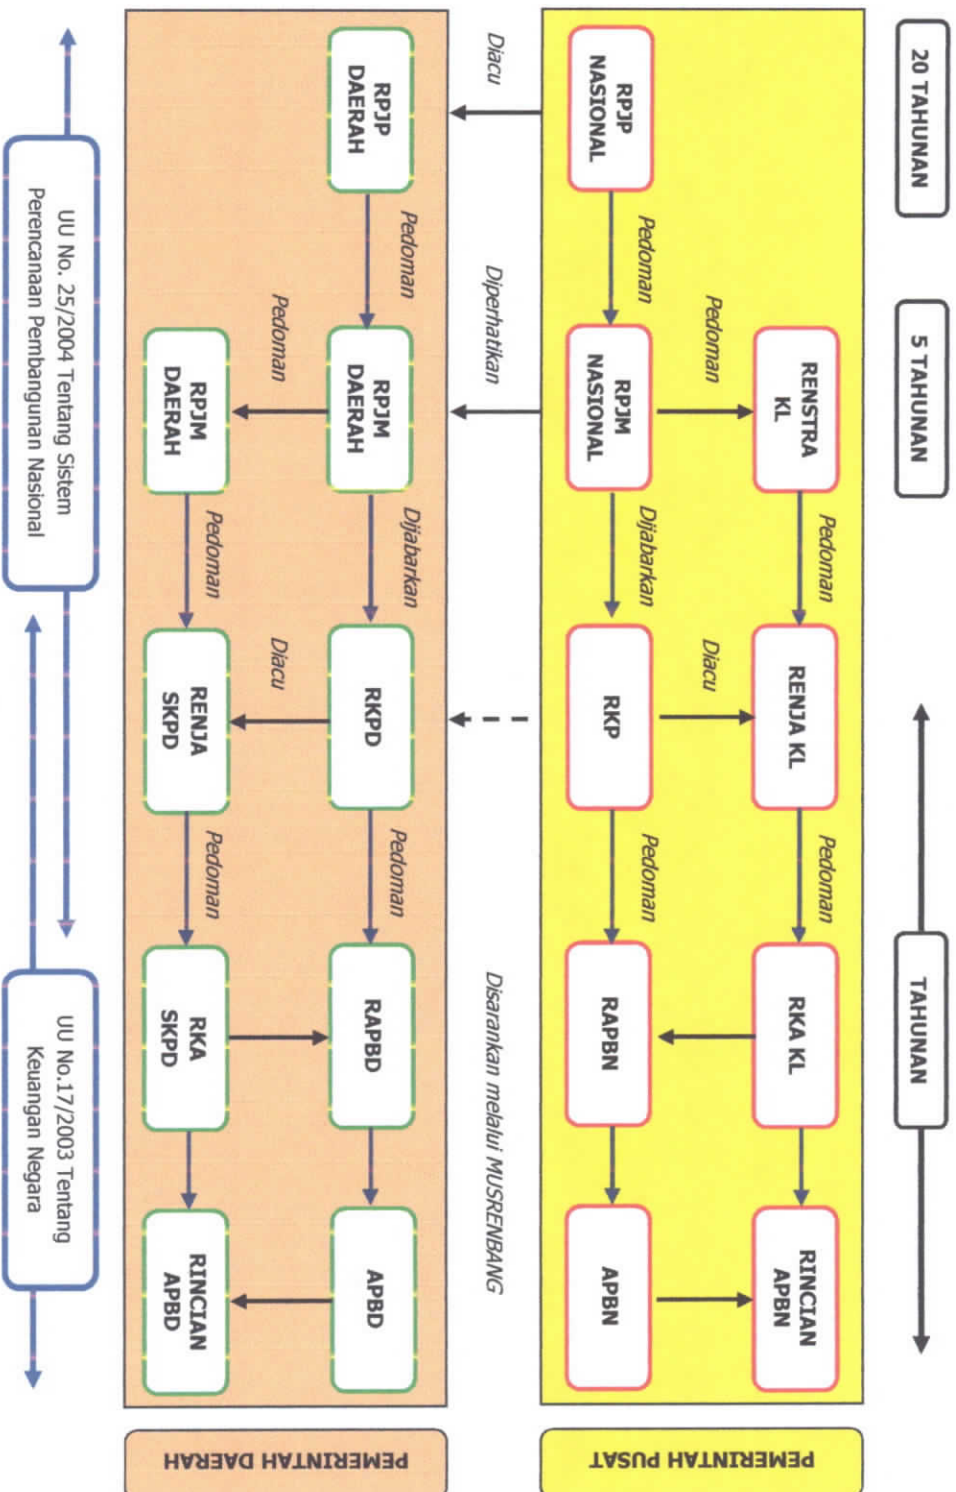 20 TAHUNAN
5 TAHUNAN
TAHUNAN
RENSTRA
KL
Pedoman
RENJA KL
Pedoman
RKA KL
RINCIAN
APBN
Pedoman
Diacu
RPJP
NASIONAL
Pedoman
RPJM
NASIONAL
Dijabarkan
RKP
Pedoman
RAPBN
APBN
PEMERINTAH PUSAT
Diacu
Diperhatikan
Disarankan melalui MUSRENBANG
RPJP
DAERAH
Pedoman
RPJM
DAERAH
Dijabarkan
RKPD
Pedoman
RAPBD
APBD
Pedoman
Diacu
RPJM
DAERAH
Pedoman
RENJA
SKPD
Pedoman
RKA
SKPD
RINCIAN
APBD
PEMERINTAH DAERAH
UU No. 25/2004 Tentang Sistem
Perencanaan Pembangunan Nasional
UU No.17/2003 Tentang
Keuangan Negara